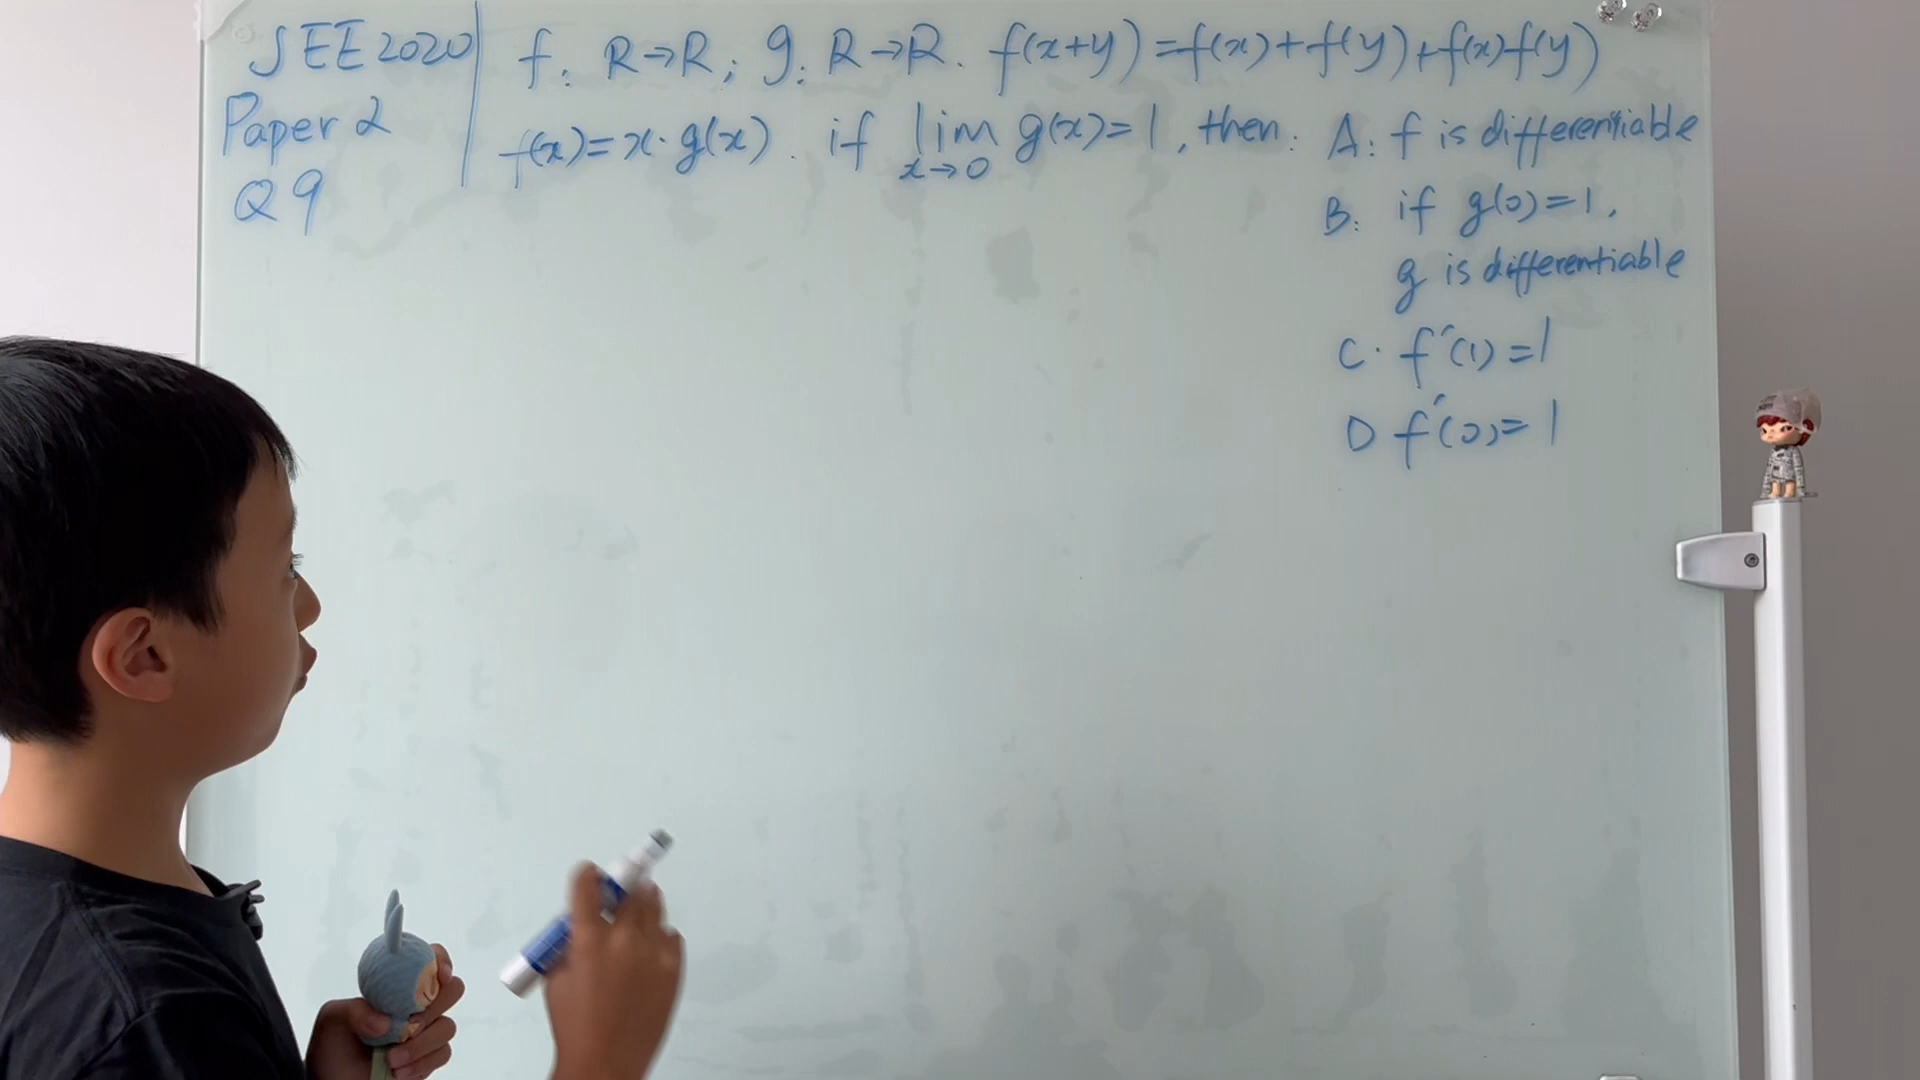 JEE 2020
Paper 2
Q9
f: R→R; g: R→R. f(x+y)=f(x)+f(y)+f(x)f(y)
f(x)=x·g(x). if lim x→0 g(x)=1, then:
A: f is differentiable
B: if g(0)=1,
g is differentiable
C. f'(1)=1
D f'(0)=1